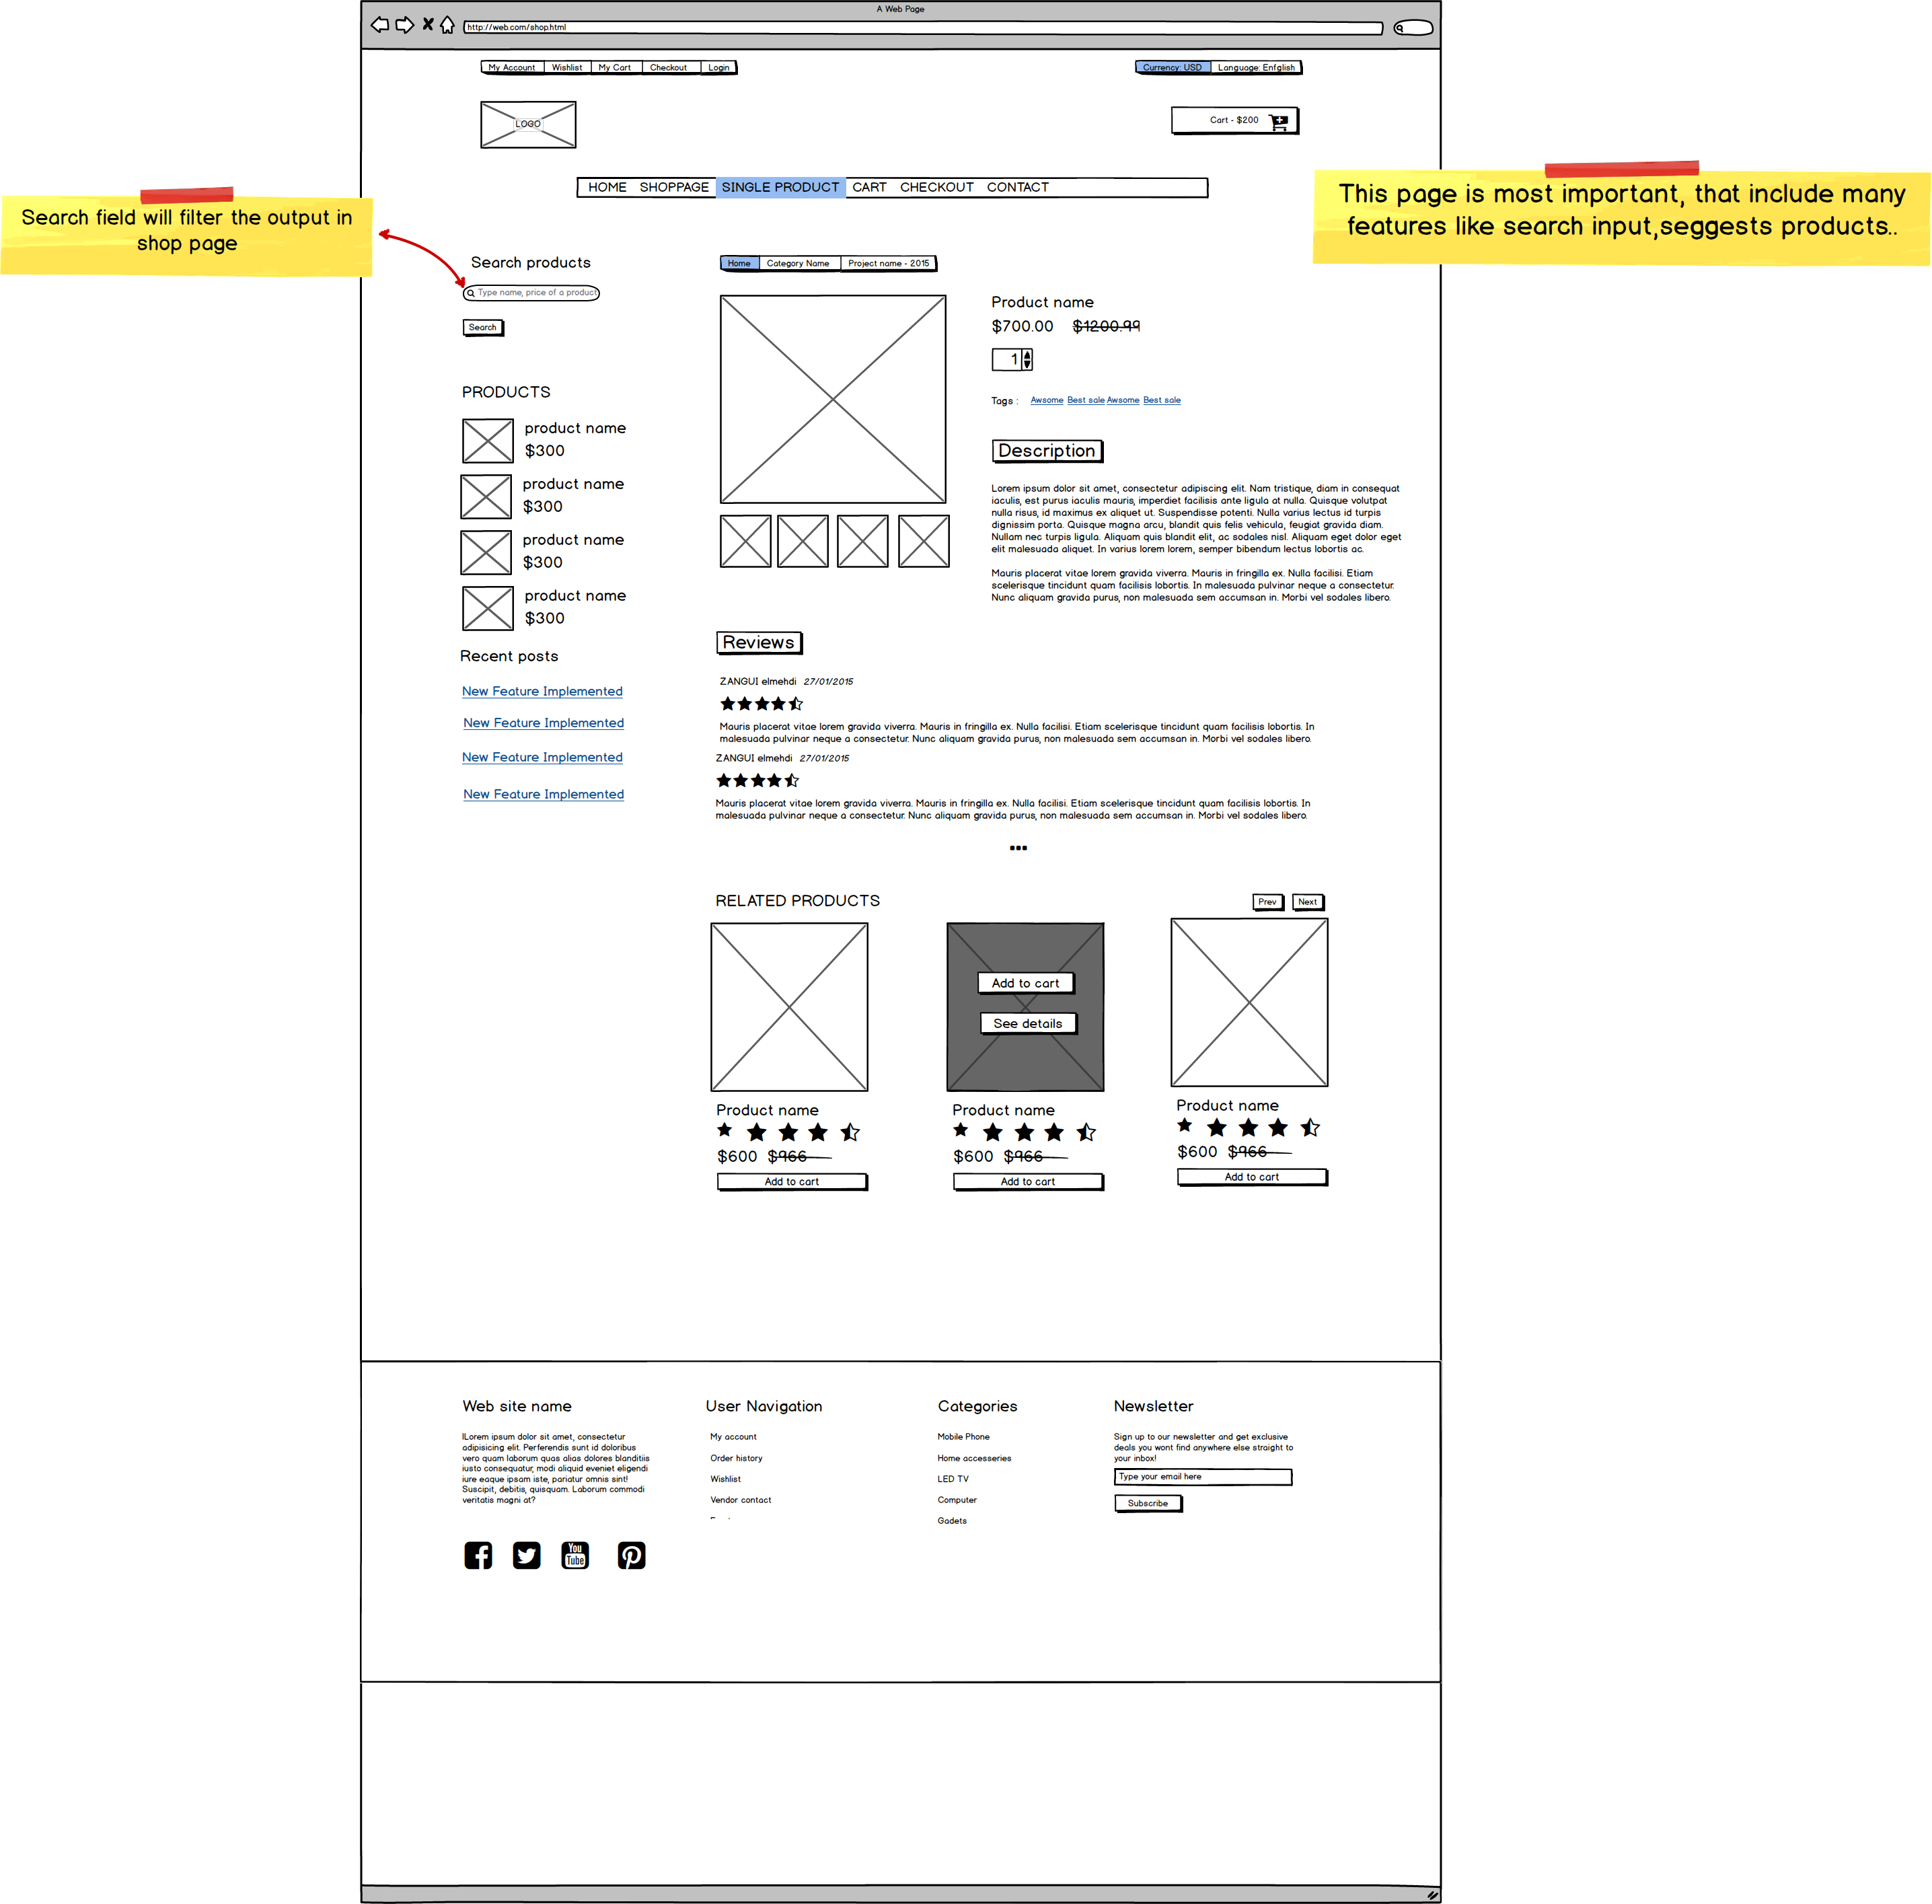 A Web Page
http://web.com/shop.html
My Account Wishlist My Cart Checkout Login
Currency: USD Language: Enfglish
LOGO
Cart - $200
HOME SHOPPAGE SINGLE PRODUCT CART CHECKOUT CONTACT
Search field will filter the output in
shop page
This page is most important, that include many
features like search input,seggests products..
Search products
Type name, price of a product
Search
PRODUCTS
product name
$300
product name
$300
product name
$300
product name
$300
Recent posts
New Feature Implemented
New Feature Implemented
New Feature Implemented
New Feature Implemented
Home Category Name Project name - 2015
Product name
$700.00 $1200.99
1
Tags : Awsome Best sale Awsome Best sale
Description
Lorem ipsum dolor sit amet, consectetur adipiscing elit. Nam tristique, diam in consequat
iaculis, est purus iaculis mauris, imperdiet facilisis ante ligula at nulla. Quisque volutpat
nulla risus, id maximus ex aliquet ut. Suspendisse potenti. Nulla varius lectus id turpis
dignissim porta. Quisque magna arcu, blandit quis felis vehicula, feugiat gravida diam.
Nullam nec turpis ligula. Aliquam quis blandit elit, ac sodales nisl. Aliquam eget dolor eget
elit malesuada aliquet. In varius lorem lorem, semper bibendum lectus lobortis ac.
Mauris placerat vitae lorem gravida viverra. Mauris in fringilla ex. Nulla facilisi. Etiam
scelerisque tincidunt quam facilisis lobortis. In malesuada pulvinar neque a consectetur.
Nunc aliquam gravida purus, non malesuada sem accumsan in. Morbi vel sodales libero.
Reviews
ZANGUI elmehdi 27/01/2015
Mauris placerat vitae lorem gravida viverra. Mauris in fringilla ex. Nulla facilisi. Etiam scelerisque tincidunt quam facilisis lobortis. In
malesuada pulvinar neque a consectetur. Nunc aliquam gravida purus, non malesuada sem accumsan in. Morbi vel sodales libero.
ZANGUI elmehdi 27/01/2015
Mauris placerat vitae lorem gravida viverra. Mauris in fringilla ex. Nulla facilisi. Etiam scelerisque tincidunt quam facilisis lobortis. In
malesuada pulvinar neque a consectetur. Nunc aliquam gravida purus, non malesuada sem accumsan in. Morbi vel sodales libero.
RELATED PRODUCTS
Prev Next
Add to cart
See details
Product name
$600 $966
Add to cart
Product name
$600 $966
Add to cart
Product name
$600 $966
Add to cart
Web site name
lLorem ipsum dolor sit amet, consectetur
adipisicing elit. Perferendis sunt id doloribus
vero quam laborum quas alias dolores blanditiis
iusto consequatur, modi aliquid eveniet eligendi
iure eaque ipsam iste, pariatur omnis sint!
Suscipit, debitis, quisquam. Laborum commodi
veritatis magni at?
You
Tube
User Navigation
My account
Order history
Wishlist
Vendor contact
Categories
Mobile Phone
Home accesseries
LED TV
Computer
Gadets
Newsletter
Sign up to our newsletter and get exclusive
deals you wont find anywhere else straight to
your inbox!
Type your email here
Subscribe